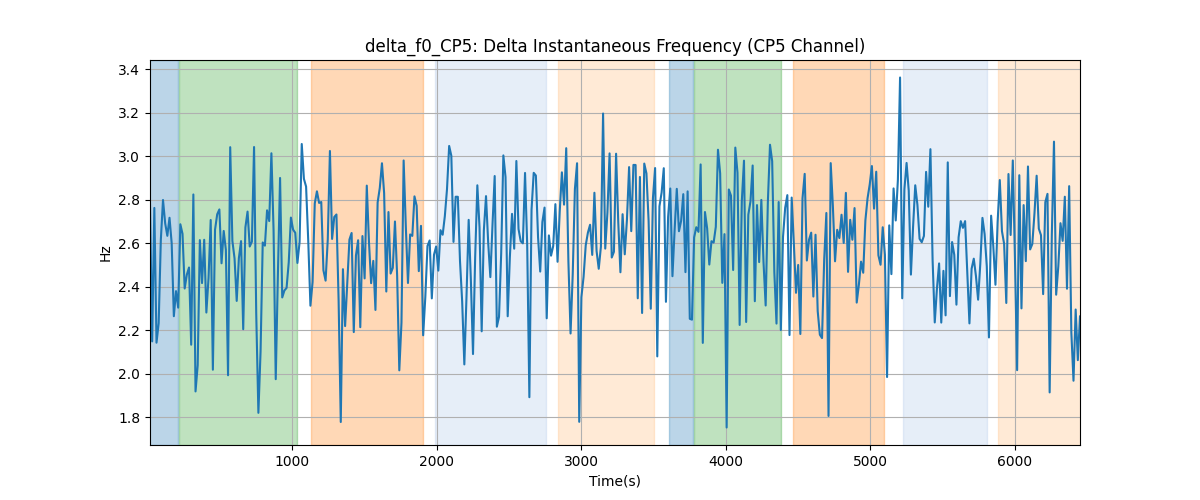 delta_f0_CP5: Delta Instantaneous Frequency (CP5 Channel)
3.4
3.2
3.0
2.8
2.6
2.4
2.2
2.0
1.8
Hz
1000 2000 3000 4000 5000 6000
Time(s)